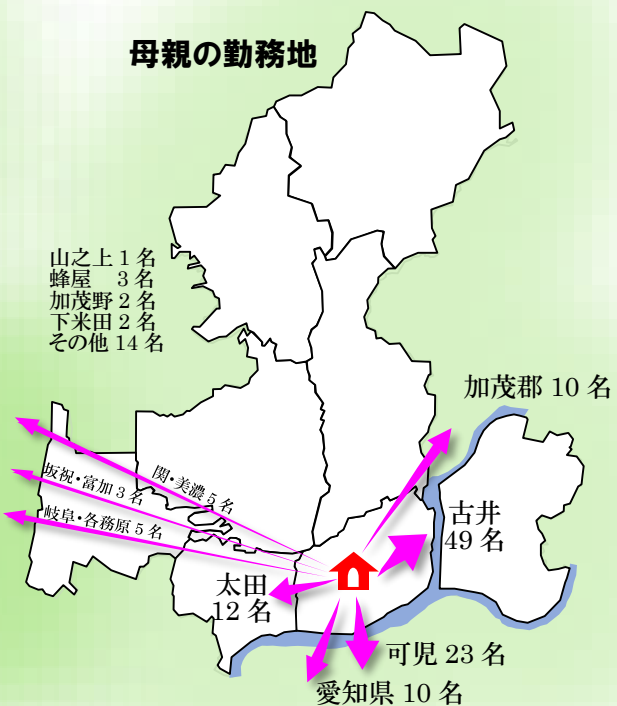 母親の勤務地
山之上 1 名
蜂屋　3 名
加茂野 2 名
下米田 2 名
その他 14 名
加茂郡 10 名
関・美濃 5 名
坂祝・富加 3 名
岐阜・各務原 5 名
古井
49 名
太田
12 名
可児 23 名
愛知県 10 名